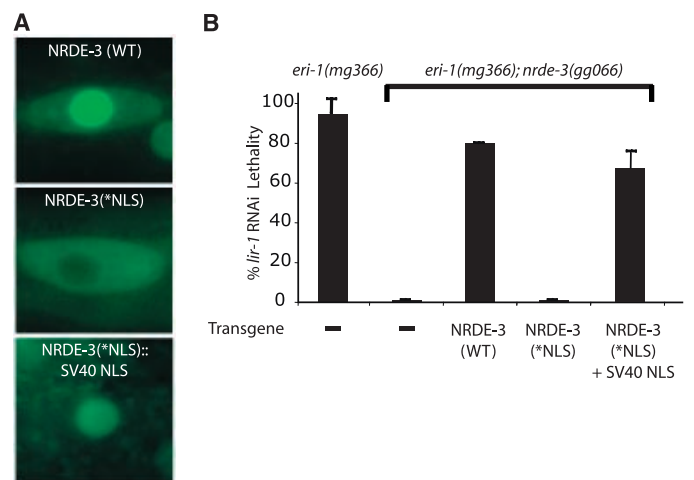 A
NRDE-3 (WT)
NRDE-3(*NLS)
NRDE-3(*NLS)::
SV40 NLS
B
eri-1(mg366)
eri-1(mg366); nrde-3(gg066)
% lir-1 RNAi Lethality
100
80
60
40
20
0
Transgene
NRDE-3
(WT)
NRDE-3
(*NLS)
NRDE-3
(*NLS)
+ SV40 NLS